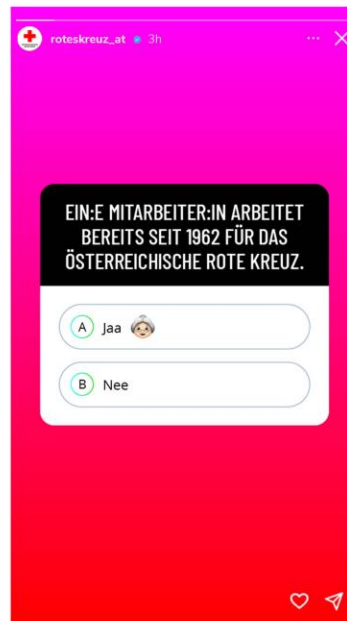 roteskreuz_at 3h
EIN:E MITARBEITER:IN ARBEITET
BEREITS SEIT 1962 FÜR DAS
ÖSTERREICHISCHE ROTE KREUZ.
A Jaa 👵🏻
B Nee